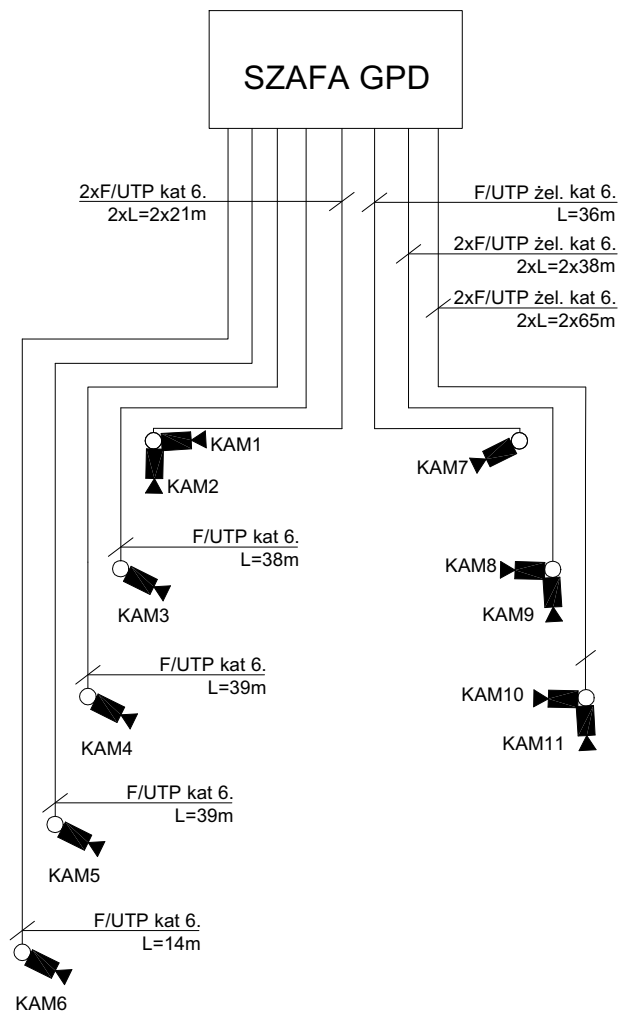 SZAFA GPD
2xF/UTP kat 6.
2xL=2x21m
F/UTP żel. kat 6.
L=36m
2xF/UTP żel. kat 6.
2xL=2x38m
2xF/UTP żel. kat 6.
2xL=2x65m
KAM1
KAM2
KAM7
F/UTP kat 6.
L=38m
KAM3
KAM8
KAM9
F/UTP kat 6.
L=39m
KAM4
KAM10
KAM11
F/UTP kat 6.
L=39m
KAM5
F/UTP kat 6.
L=14m
KAM6